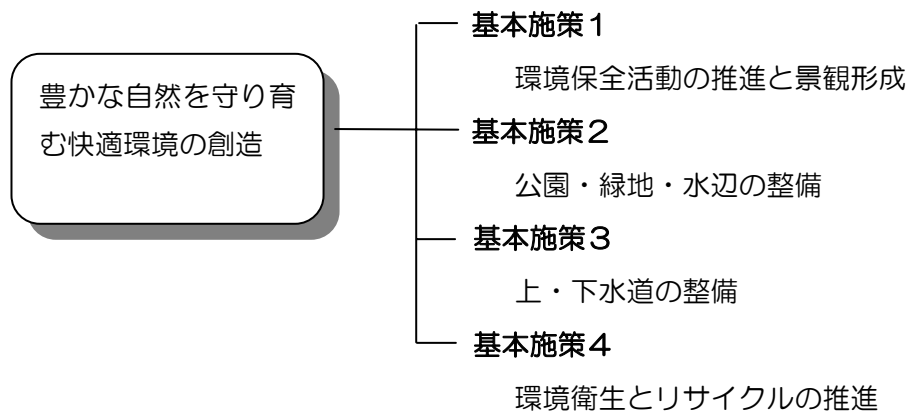 豊かな自然を守り育
む快適環境の創造
基本施策１
環境保全活動の推進と景観形成
基本施策２
公園・緑地・水辺の整備
基本施策３
上・下水道の整備
基本施策４
環境衛生とリサイクルの推進